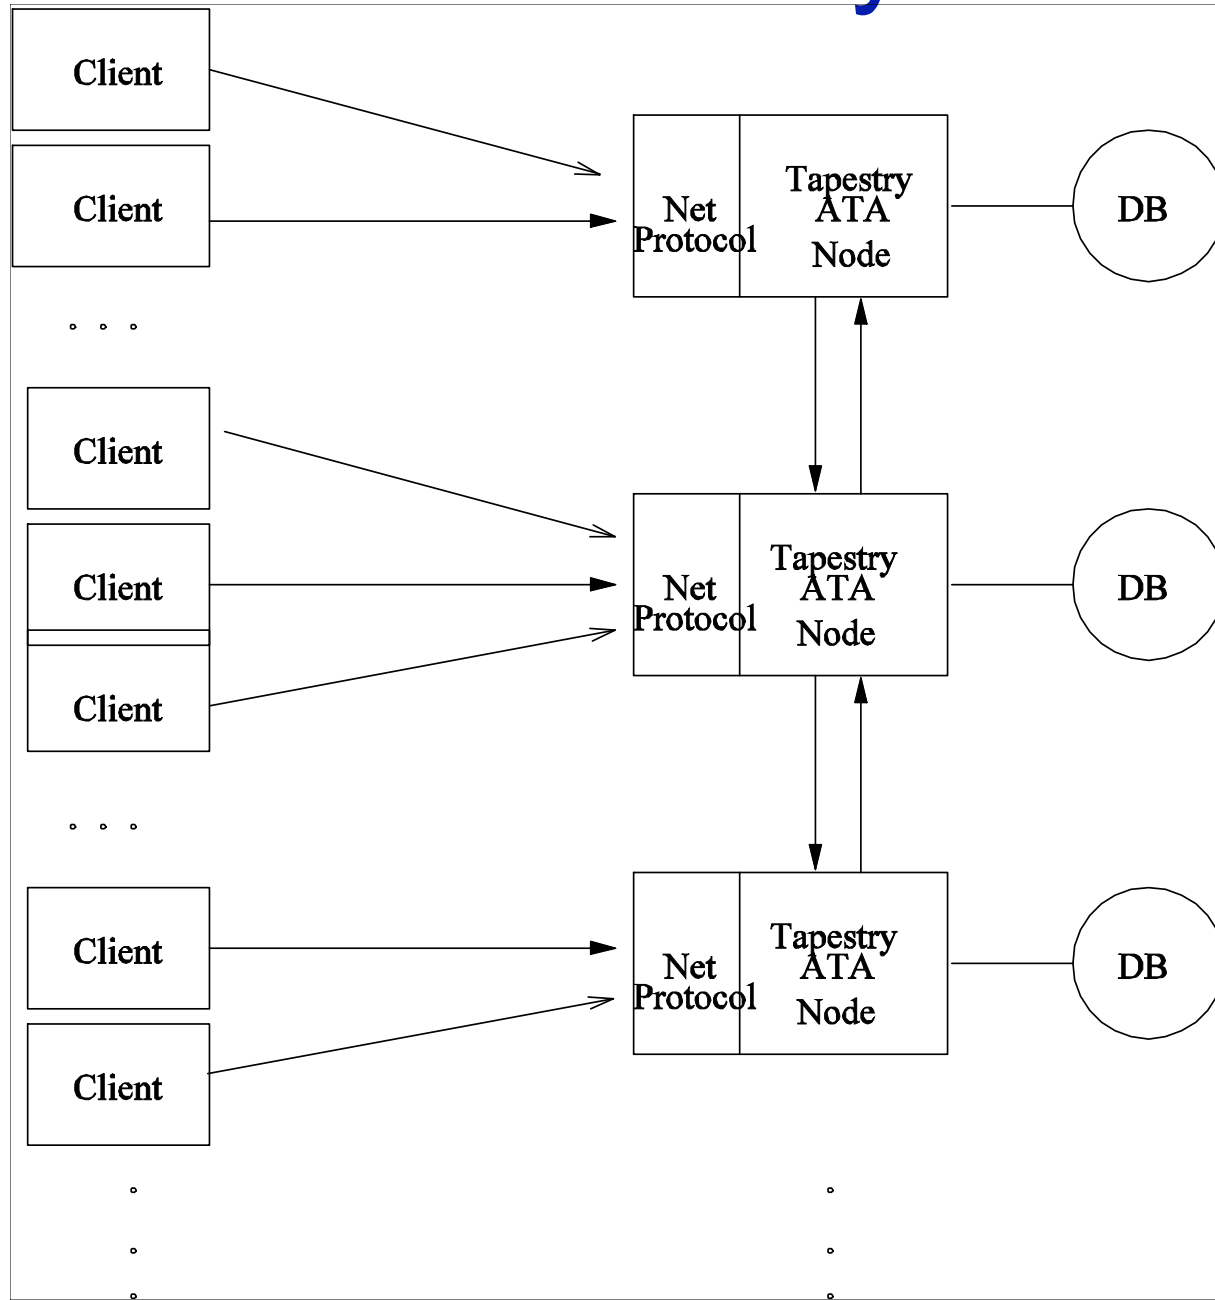 Client
Client
Net
Protocol
Tapestry
ATA
Node
DB
Client
Client
Client
Net
Protocol
Tapestry
ATA
Node
DB
Client
Client
Net
Protocol
Tapestry
ATA
Node
DB